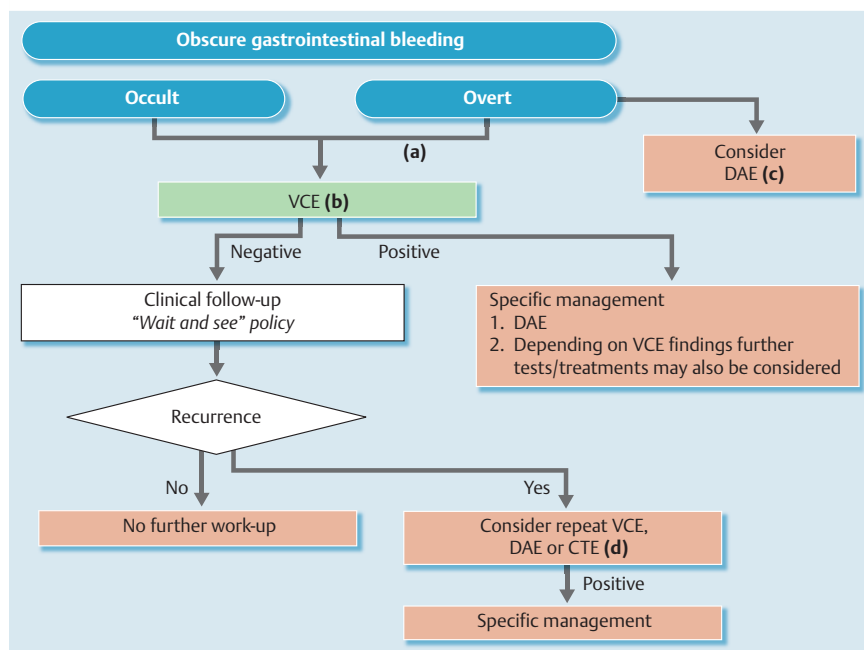 Obscure gastrointestinal bleeding
Occult
Overt
(a)
Consider
DAE (c)
VCE (b)
Negative
Positive
Clinical follow-up
“Wait and see” policy
Specific management
1. DAE
2. Depending on VCE findings further
tests/treatments may also be considered
Recurrence
No
Yes
No further work-up
Consider repeat VCE,
DAE or CTE (d)
Positive
Specific management